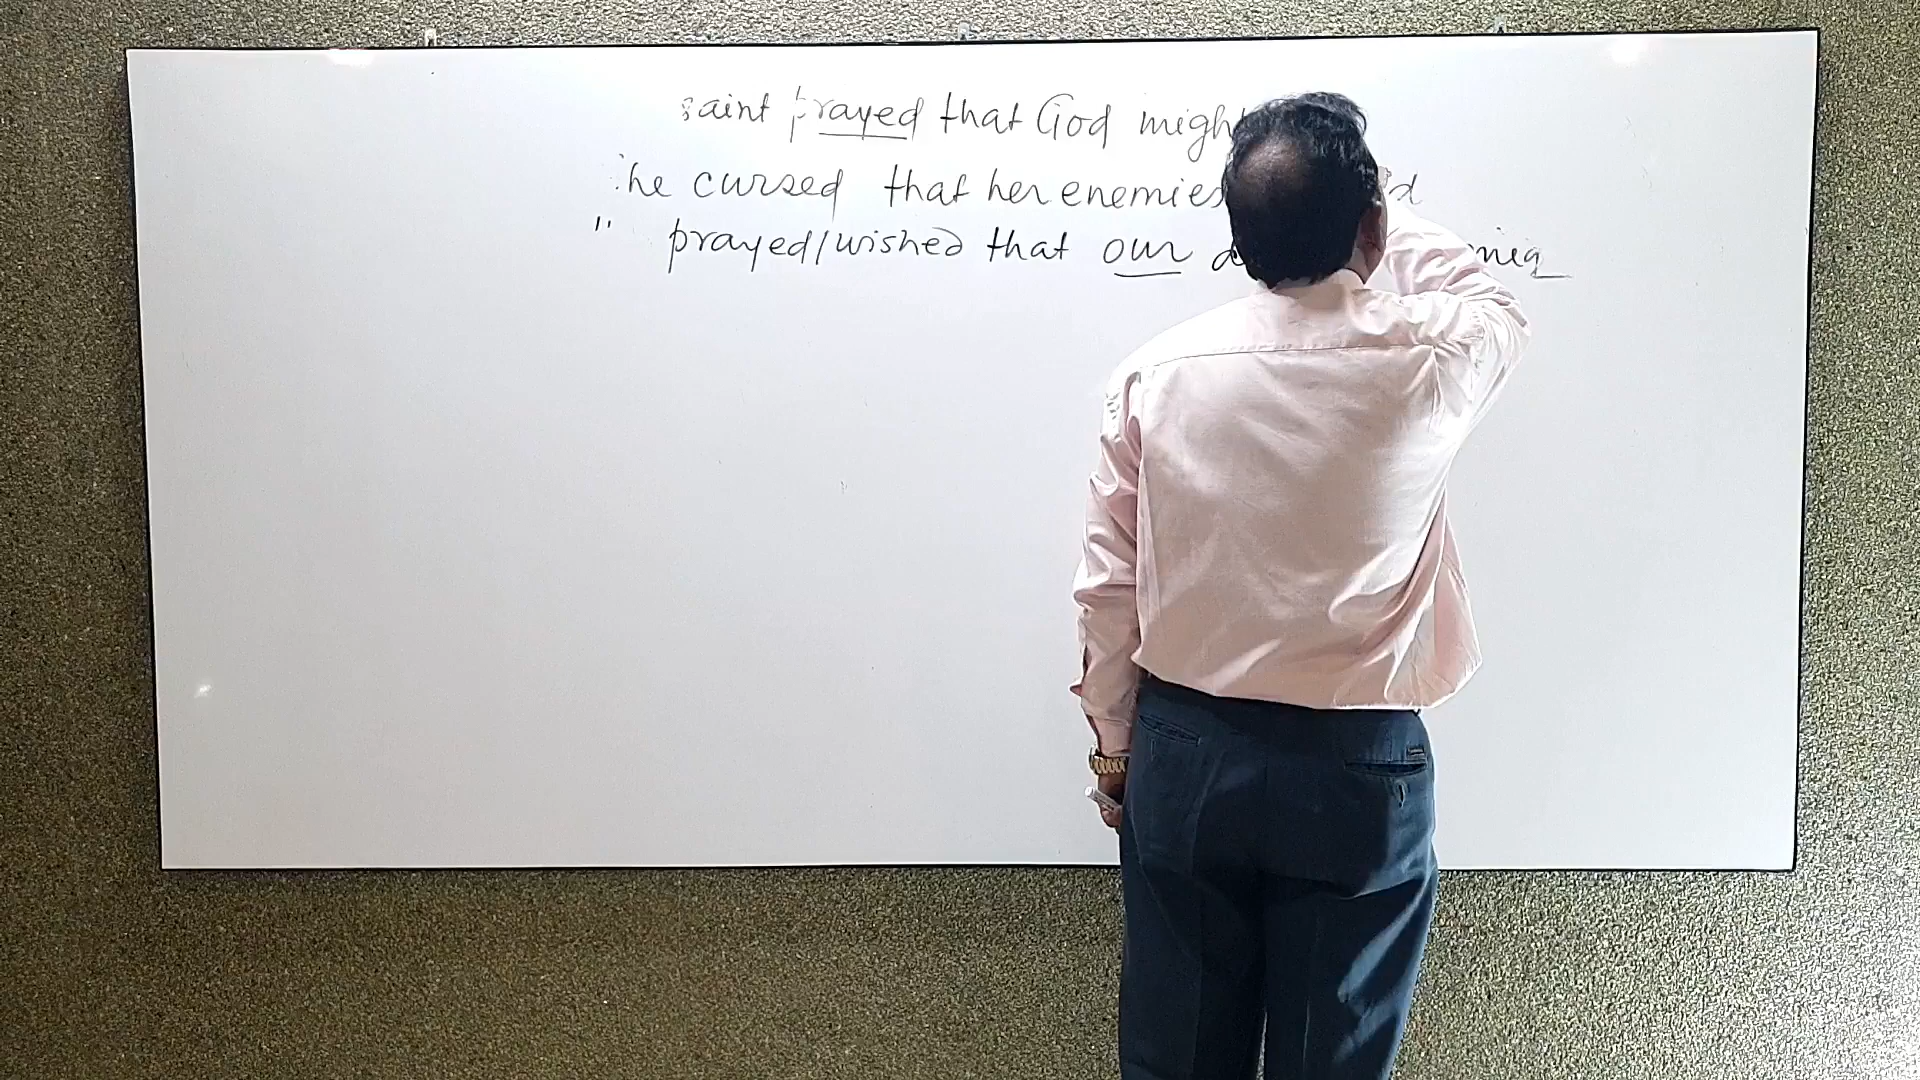 saint prayed that God might
he cursed that her enemies
" prayed/wished that our